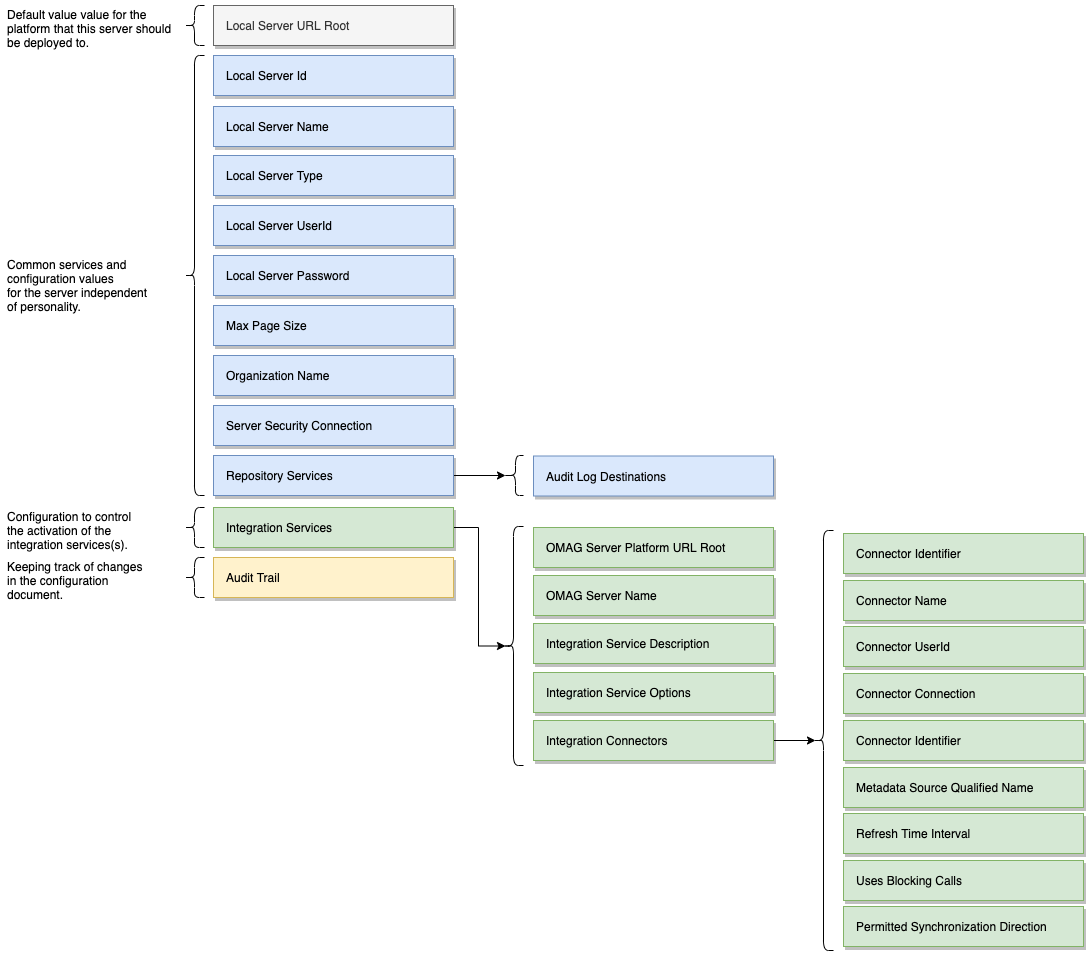 Default value value for the
platform that this server should
be deployed to.
Local Server URL Root
Local Server Id
Local Server Name
Local Server Type
Local Server UserId
Common services and
configuration values
for the server independent
of personality.
Local Server Password
Max Page Size
Organization Name
Server Security Connection
Repository Services
Audit Log Destinations
Configuration to control
the activation of the
integration services(s).
Integration Services
Keeping track of changes
in the configuration
document.
Audit Trail
OMAG Server Platform URL Root
OMAG Server Name
Integration Service Description
Integration Service Options
Integration Connectors
Connector Identifier
Connector Name
Connector UserId
Connector Connection
Connector Identifier
Metadata Source Qualified Name
Refresh Time Interval
Uses Blocking Calls
Permitted Synchronization Direction